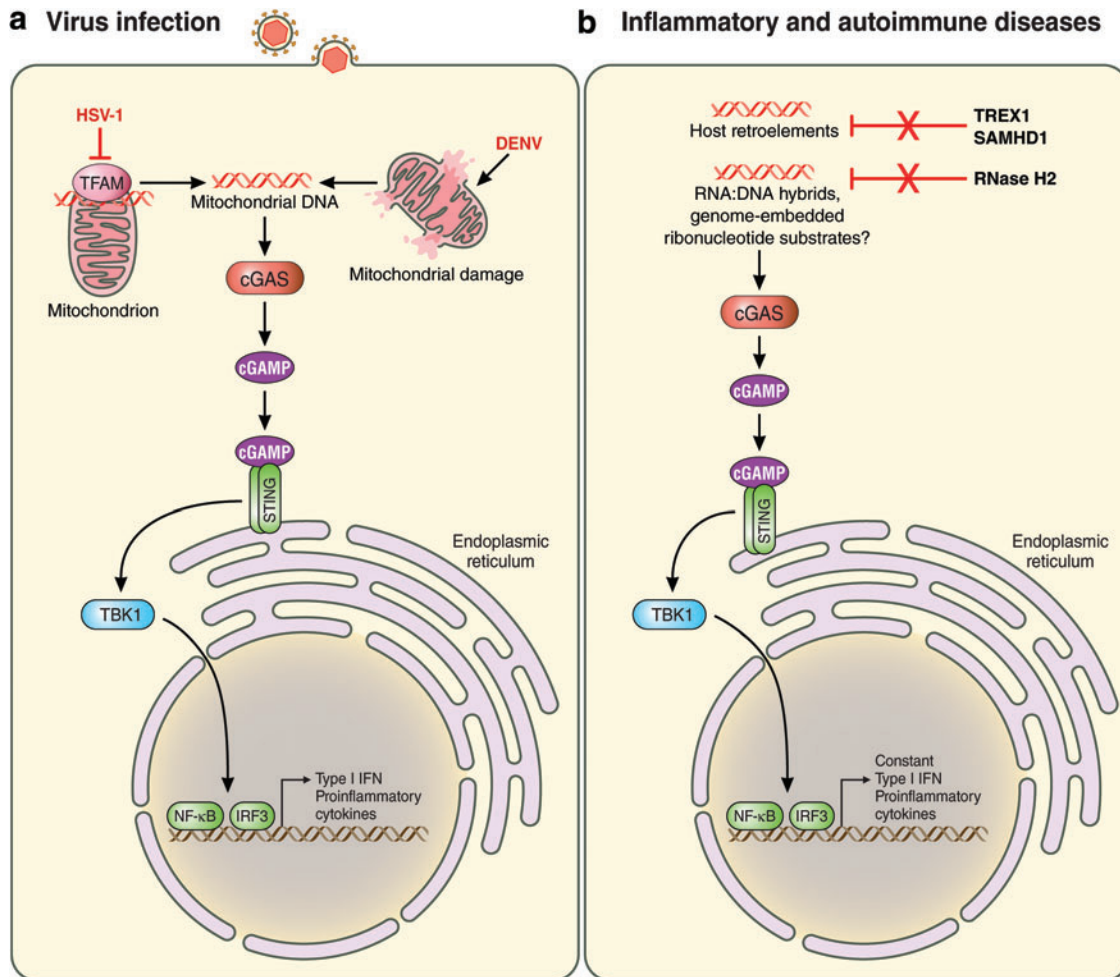 a Virus infection
HSV-1
TFAM
Mitochondrion
Mitochondrial DNA
DENV
Mitochondrial damage
cGAS
cGAMP
cGAMP
STING
Endoplasmic
reticulum
TBK1
NF-κB
IRF3
Type I IFN
Proinflammatory
cytokines
b Inflammatory and autoimmune diseases
Host retroelements
TREX1
SAMHD1
RNA:DNA hybrids,
genome-embedded
ribonucleotide substrates?
RNase H2
cGAS
cGAMP
cGAMP
STING
Endoplasmic
reticulum
TBK1
NF-κB
IRF3
Constant
Type I IFN
Proinflammatory
cytokines